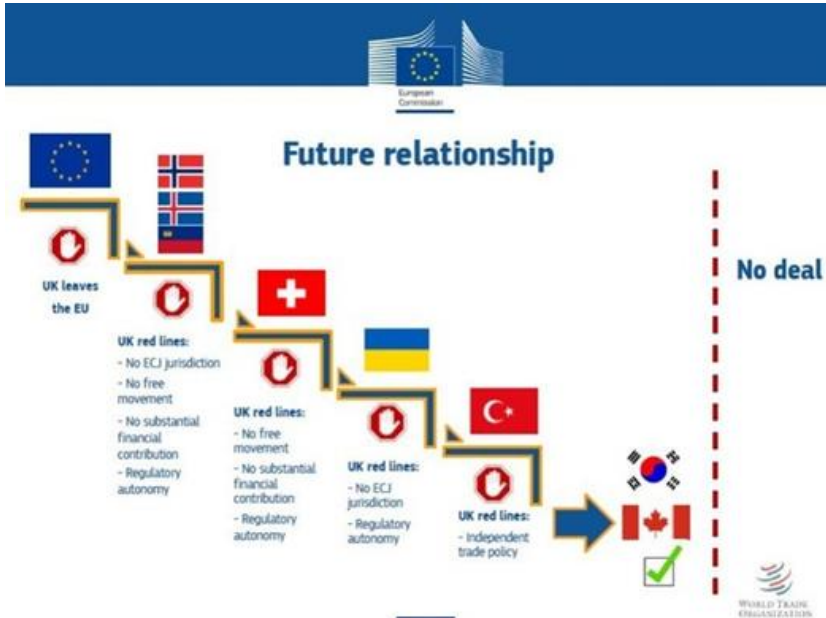 European
Commission
Future relationship
UK leaves
the EU
UK red lines:
- No ECJ jurisdiction
- No free
movement
- No substantial
financial
contribution
- Regulatory
autonomy
UK red lines:
- No free
movement
- No substantial
financial
contribution
- Regulatory
autonomy
UK red lines:
- No ECJ
jurisdiction
- Regulatory
autonomy
UK red lines:
- Independent
trade policy
No deal
WORLD TRADE
ORGANIZATION